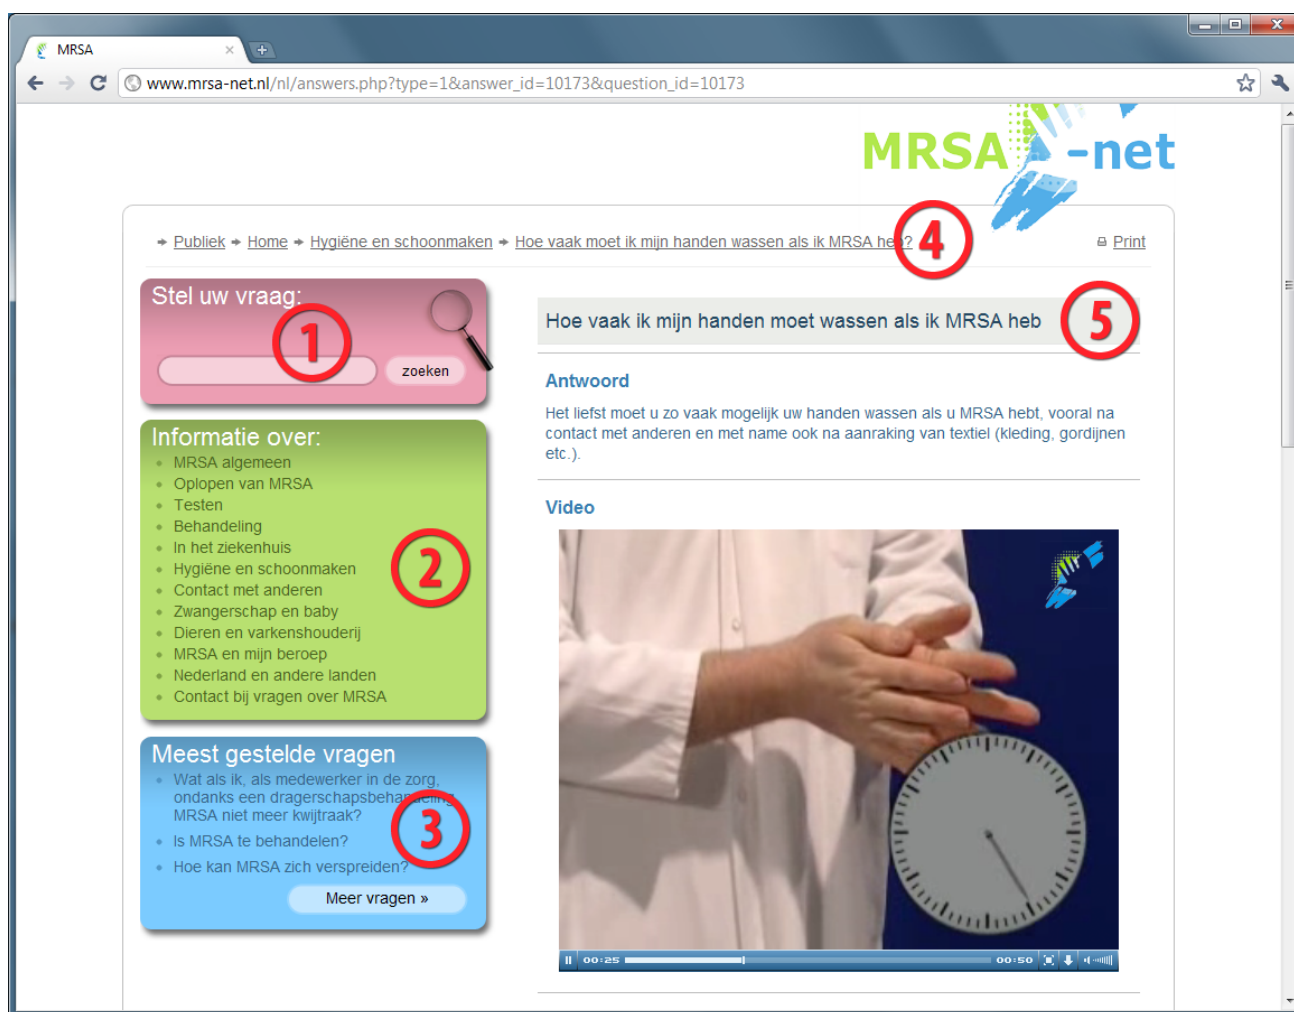 MRSA
www.mrsa-net.nl/nl/answers.php?type=1&answer_id=10173&question_id=10173
MRSA -net
Publiek Home Hygiëne en schoonmaken Hoe vaak moet ik mijn handen wassen als ik MRSA heb?
4
Print
Stel uw vraag:
1
zoeken
Informatie over:
MRSA algemeen
Oplopen van MRSA
Testen
Behandeling
In het ziekenhuis
Hygiëne en schoonmaken
Contact met anderen
Zwangerschap en baby
Dieren en varkenshouderij
MRSA en mijn beroep
Nederland en andere landen
Contact bij vragen over MRSA
2
Meest gestelde vragen
Wat als ik, als medewerker in de zorg,
ondanks een dragerschapsbehandeling
MRSA niet meer kwijtraak?
Is MRSA te behandelen?
Hoe kan MRSA zich verspreiden?
3
Meer vragen »
Hoe vaak ik mijn handen moet wassen als ik MRSA heb
5
Antwoord
Het liefst moet u zo vaak mogelijk uw handen wassen als u MRSA hebt, vooral na
contact met anderen en met name ook na aanraking van textiel (kleding, gordijnen
etc.).
Video
00:25
00:50